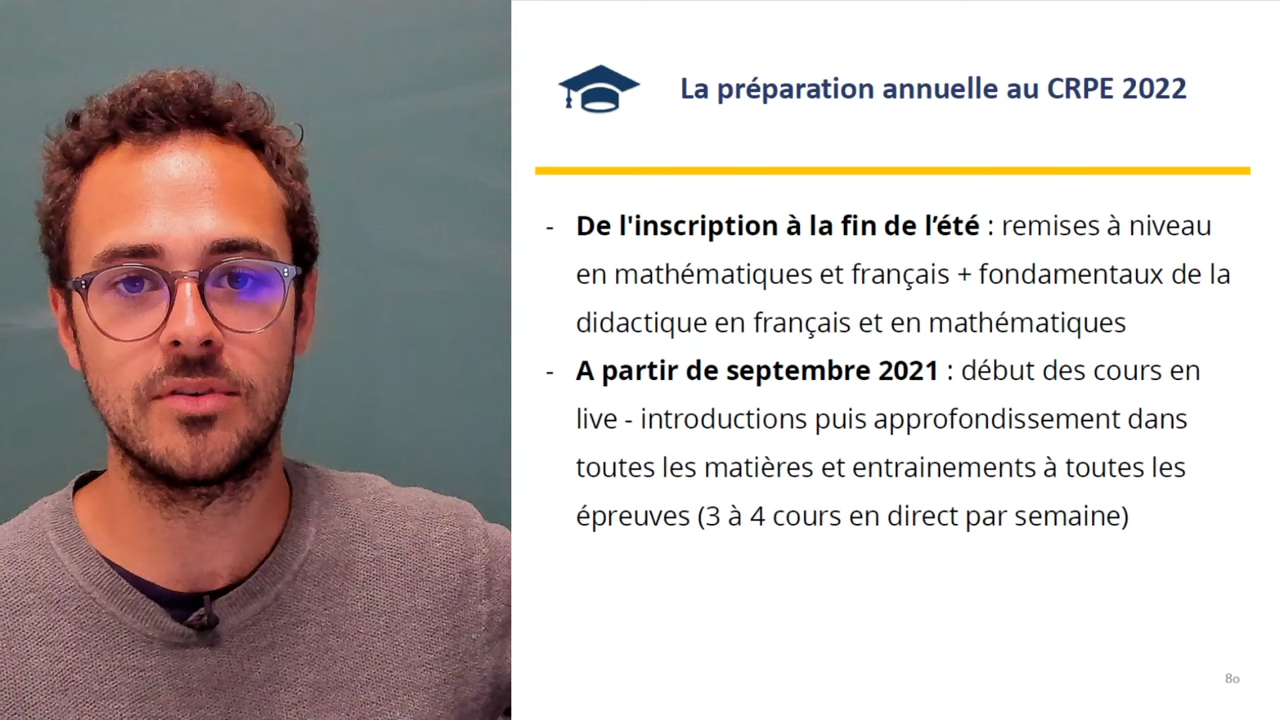 La préparation annuelle au CRPE 2022
- De l'inscription à la fin de l’été : remises à niveau
en mathématiques et français + fondamentaux de la
didactique en français et en mathématiques
- A partir de septembre 2021 : début des cours en
live - introductions puis approfondissement dans
toutes les matières et entrainements à toutes les
épreuves (3 à 4 cours en direct par semaine)
80